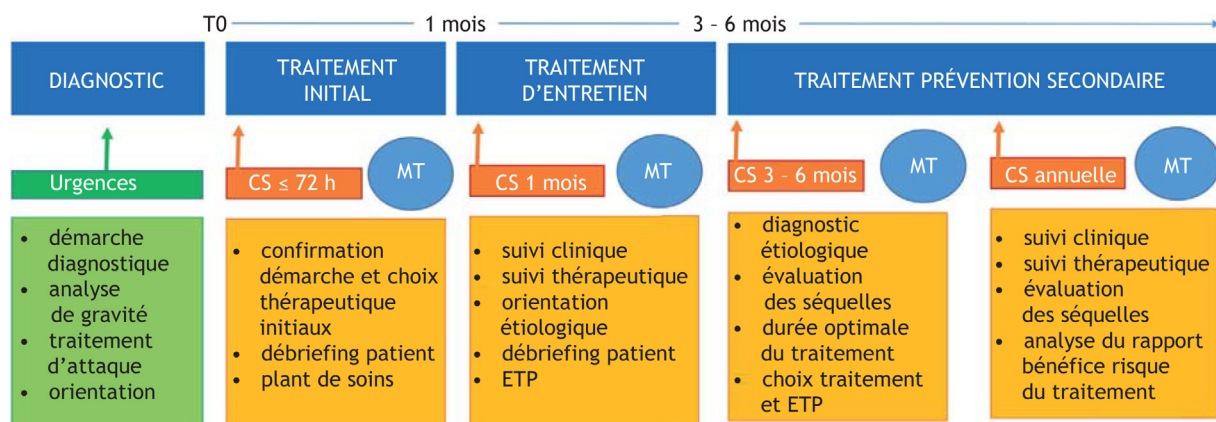 T0
1 mois
3 – 6 mois
DIAGNOSTIC
TRAITEMENT
INITIAL
TRAITEMENT
D’ENTRETIEN
TRAITEMENT PRÉVENTION SECONDAIRE
Urgences
CS ≤ 72 h
MT
CS 1 mois
MT
CS 3 – 6 mois
MT
CS annuelle
MT
• démarche
diagnostique
• analyse
de gravité
• traitement
d’attaque
• orientation
• confirmation
démarche et choix
thérapeutique
initiaux
• débriefing patient
• plant de soins
• suivi clinique
• suivi thérapeutique
• orientation
étiologique
• débriefing patient
• ETP
• diagnostic
étiologique
• évaluation
des séquelles
• durée optimale
du traitement
• choix traitement
et ETP
• suivi clinique
• suivi thérapeutique
• évaluation
des séquelles
• analyse du rapport
bénéfice risque
du traitement